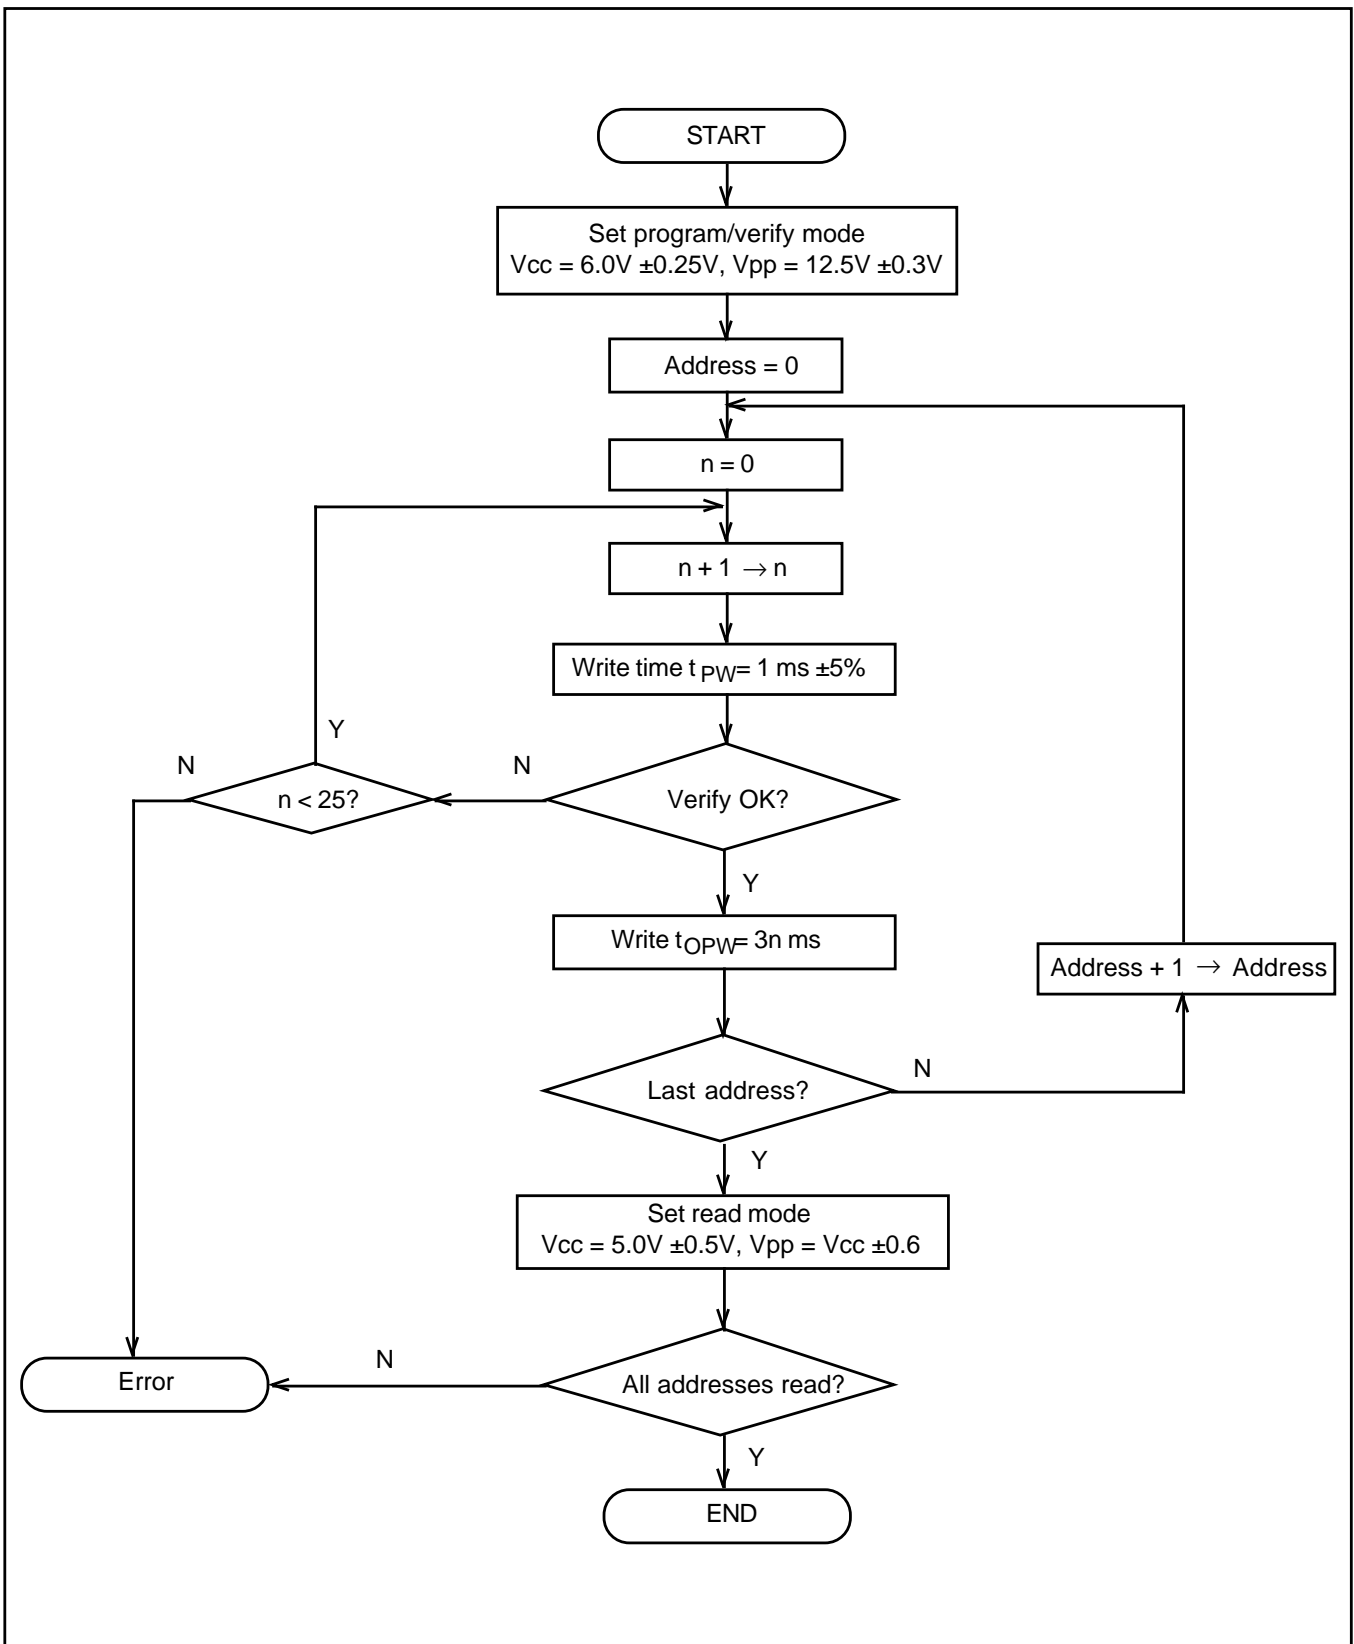 START
Set program/verify mode
Vcc = 6.0V ±0.25V, Vpp = 12.5V ±0.3V
Address = 0
n = 0
n + 1 → n
Write time t PW= 1 ms ±5%
Y
N
N
n < 25?
Verify OK?
Y
Write tOPW= 3n ms
Address + 1 → Address
N
Last address?
Y
Set read mode
Vcc = 5.0V ±0.5V, Vpp = Vcc ±0.6
N
Error
All addresses read?
Y
END